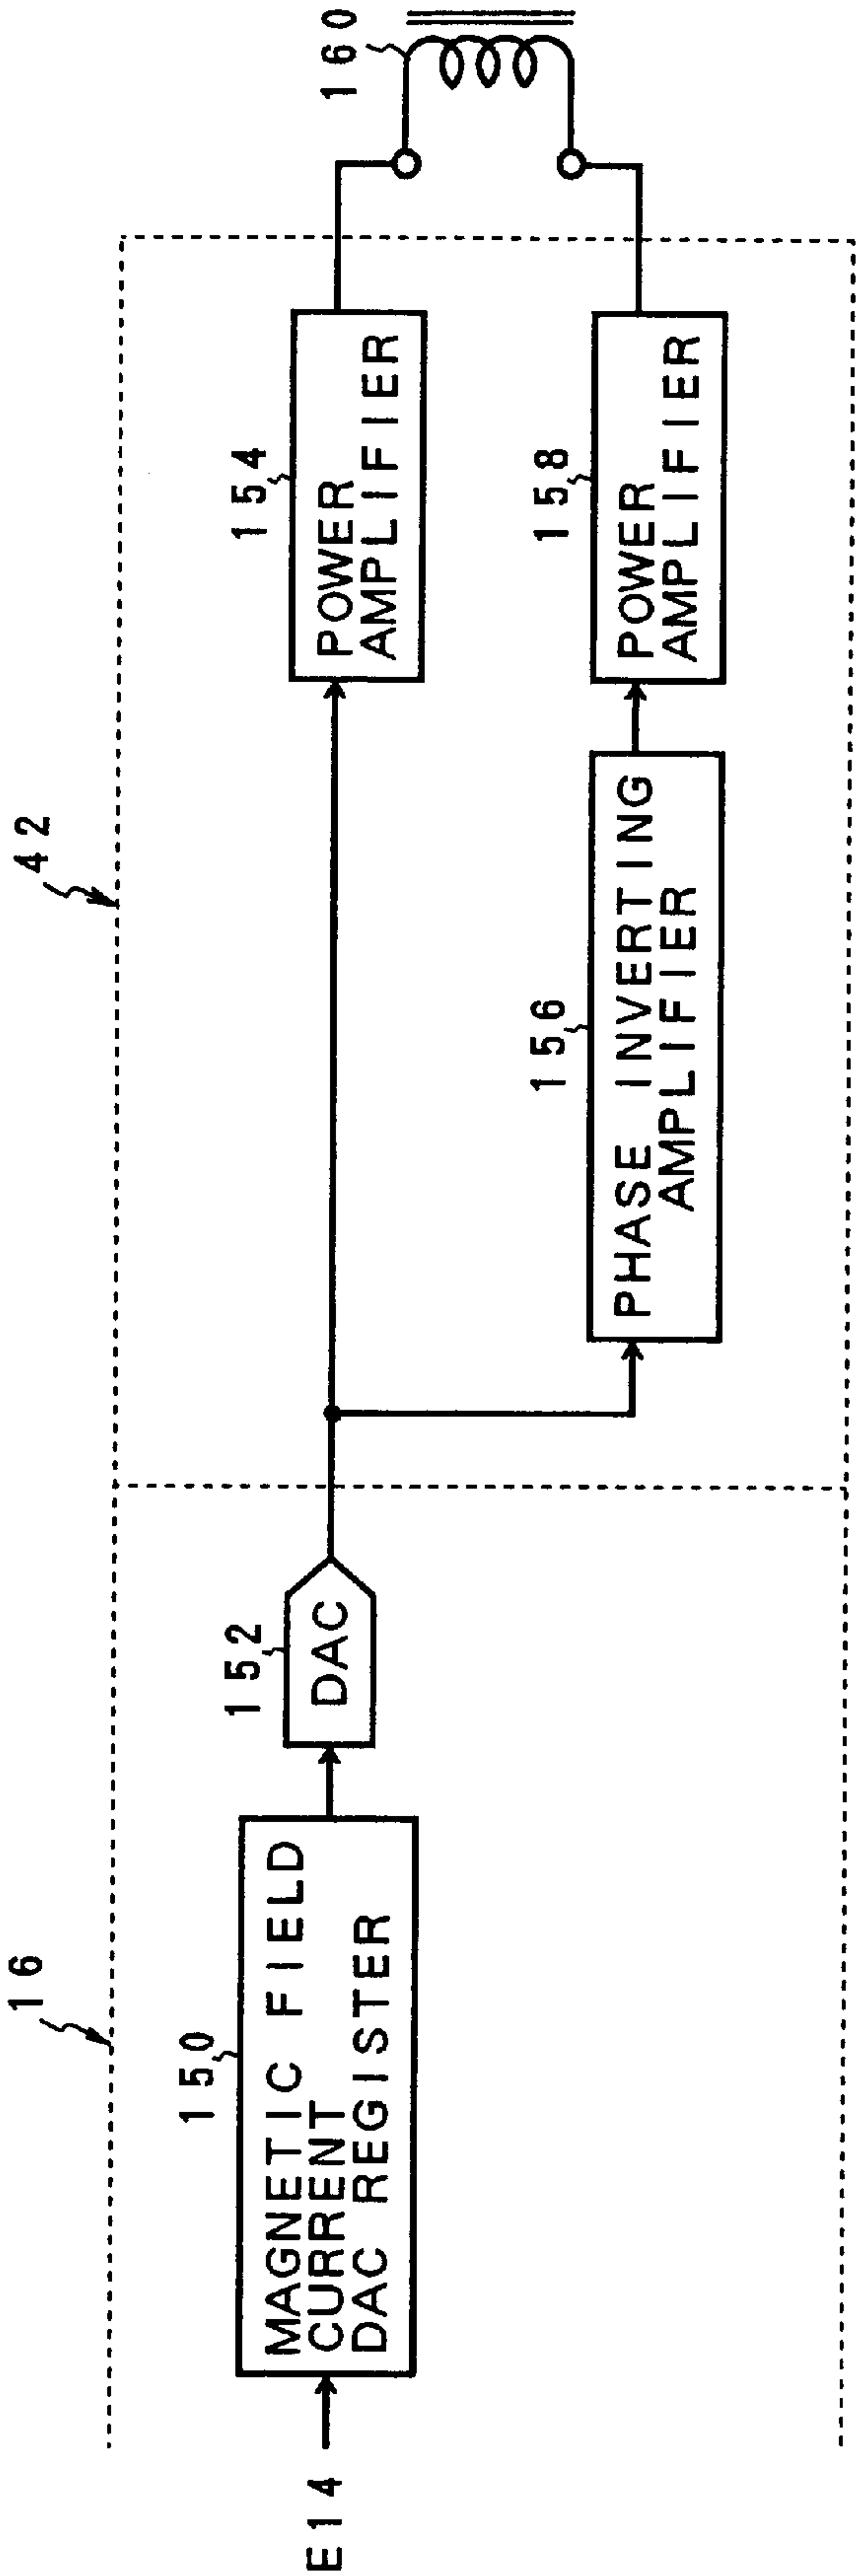 E14
16
150
MAGNETIC FIELD
CURRENT
DAC REGISTER
152
DAC
42
154
POWER
AMPLIFIER
156
PHASE INVERTING
AMPLIFIER
158
POWER
AMPLIFIER
160